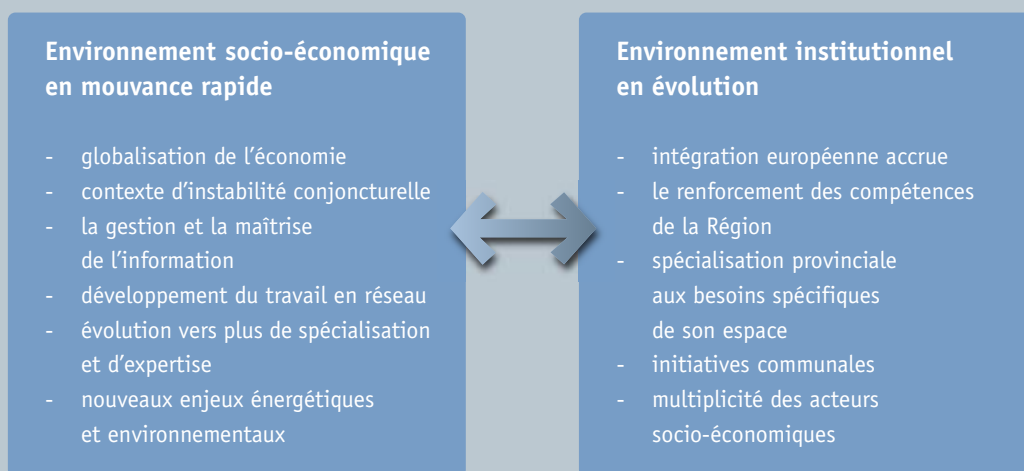 Environnement socio-économique
en mouvance rapide
- globalisation de l'économie
- contexte d'instabilité conjoncturelle
- la gestion et la maîtrise
de l'information
- développement du travail en réseau
- évolution vers plus de spécialisation
et d'expertise
- nouveaux enjeux énergétiques
et environnementaux
Environnement institutionnel
en évolution
- intégration européenne accrue
- le renforcement des compétences
de la Région
- spécialisation provinciale
aux besoins spécifiques
de son espace
- initiatives communales
- multiplicité des acteurs
socio-économiques